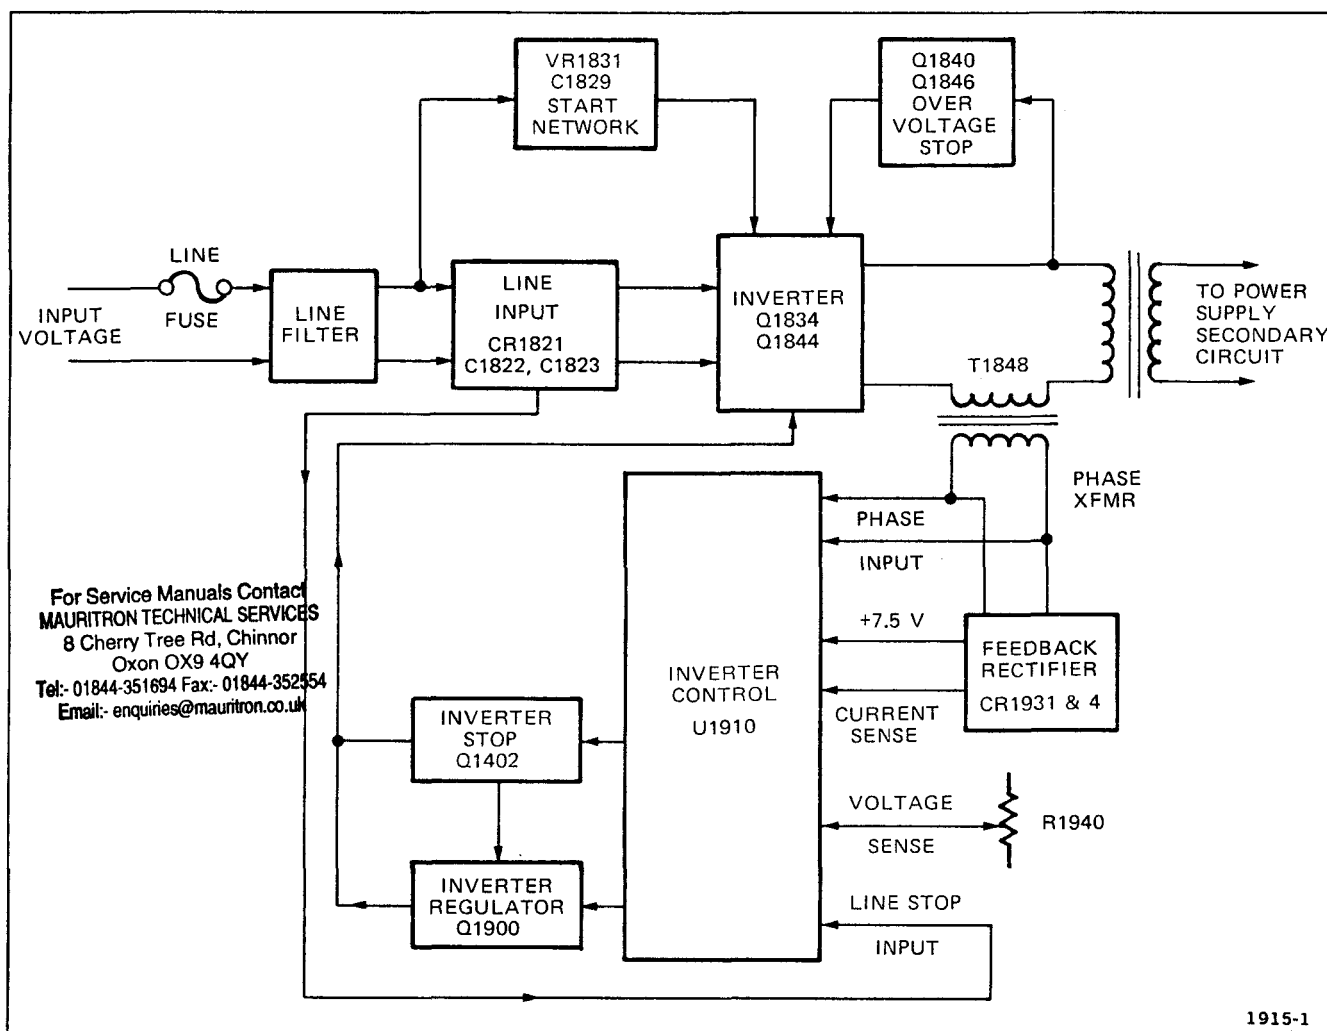 VR1831
C1829
START
NETWORK
Q1840
Q1846
OVER
VOLTAGE
STOP
LINE
FUSE
INPUT
VOLTAGE
LINE
FILTER
LINE
INPUT
CR1821
C1822, C1823
INVERTER
Q1834
Q1844
T1848
TO POWER
SUPPLY
SECONDARY
CIRCUIT
PHASE
XFMR
PHASE
INPUT
+7.5 V
CURRENT
SENSE
FEEDBACK
RECTIFIER
CR1931 & 4
For Service Manuals Contact
MAURITRON TECHNICAL SERVICES
8 Cherry Tree Rd, Chinnor
Oxon OX9 4QY
Tel:- 01844-351694 Fax:- 01844-352554
Email:- enquiries@mauritron.co.uk
INVERTER
CONTROL
U1910
INVERTER
STOP
Q1402
INVERTER
REGULATOR
Q1900
VOLTAGE
SENSE
R1940
LINE STOP
INPUT
1915-1